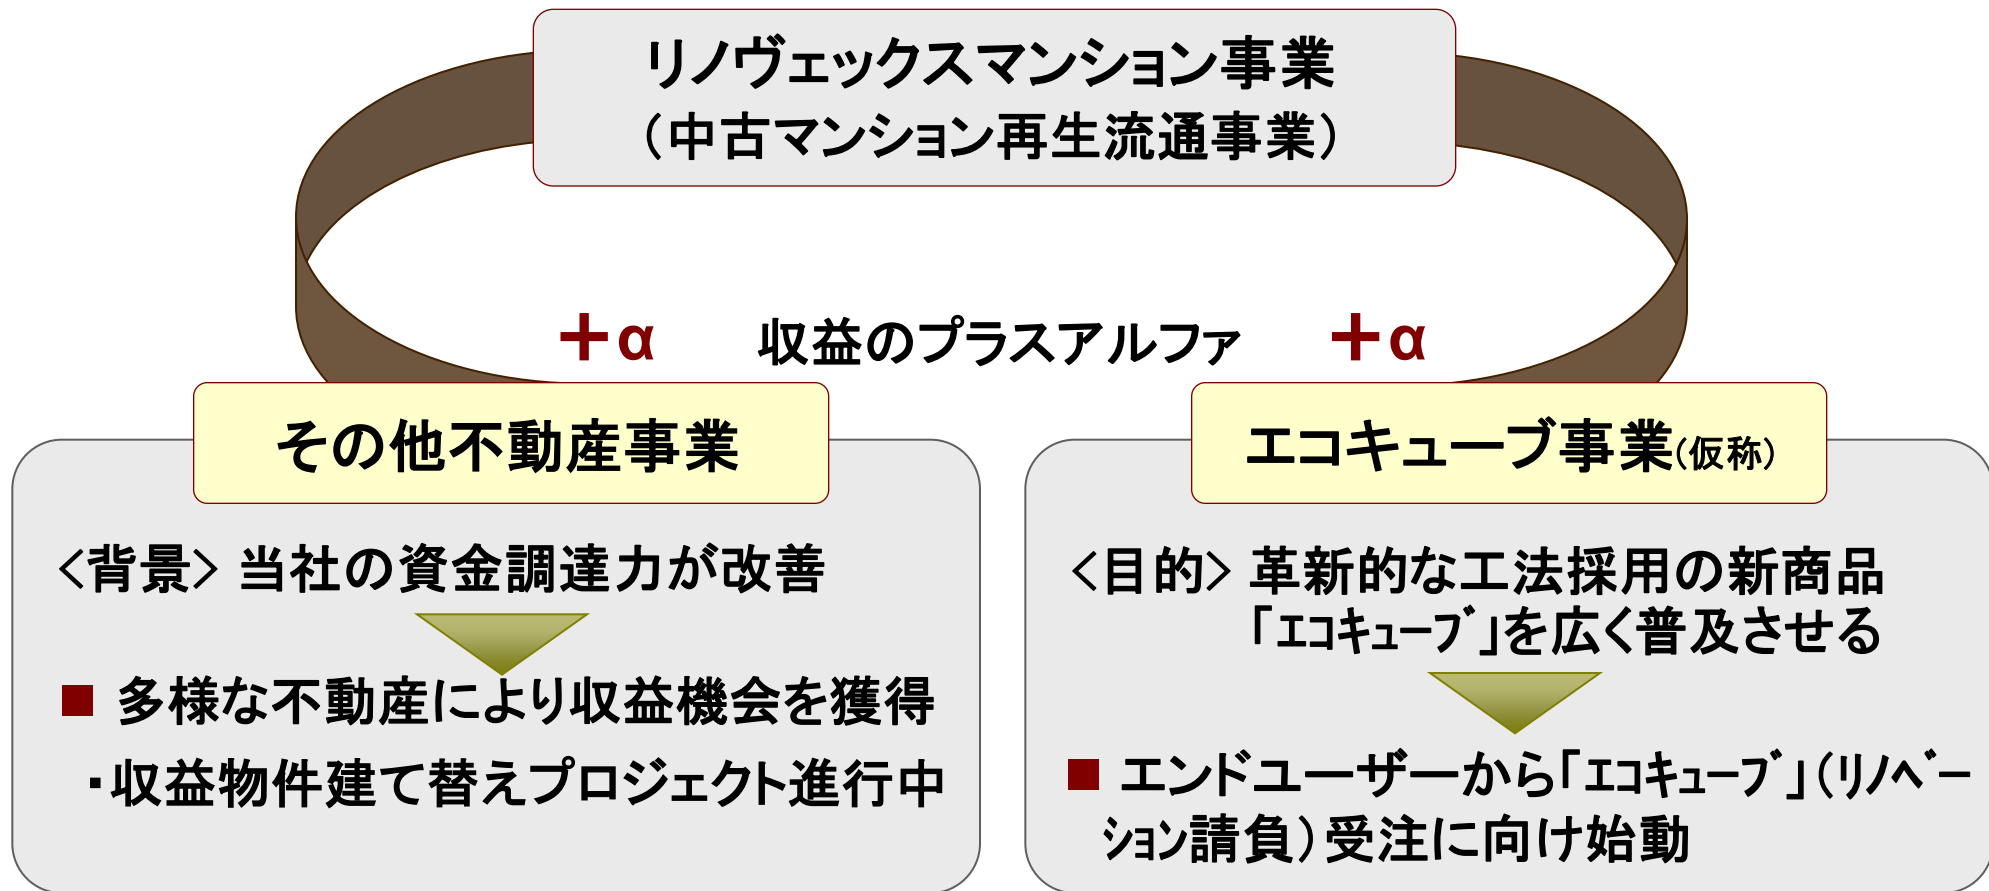 リノヴェックスマンション事業
（中古マンション再生流通事業）
＋α 収益のプラスアルファ ＋α
その他不動産事業
<背景> 当社の資金調達力が改善
■ 多様な不動産により収益機会を獲得
・収益物件建て替えプロジェクト進行中
エコキューブ事業(仮称)
<目的> 革新的な工法採用の新商品
「ｴｺｷｭｰﾌﾞ」を広く普及させる
■ エンドユーザーから「ｴｺｷｭｰﾌﾞ」（ﾘﾉﾍﾞｰ
ｼｮﾝ請負）受注に向け始動